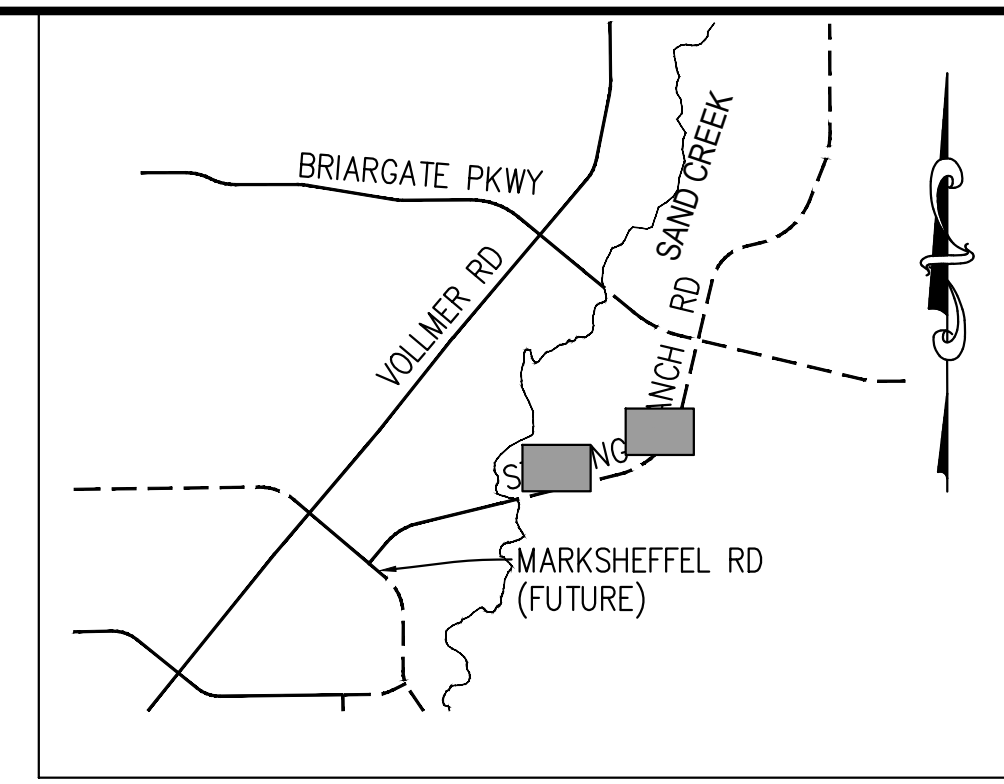 BRIARGATE PKWY
SAND CREEK
VOLLMER RD
RD
MARKSHEFFEL RD
(FUTURE)